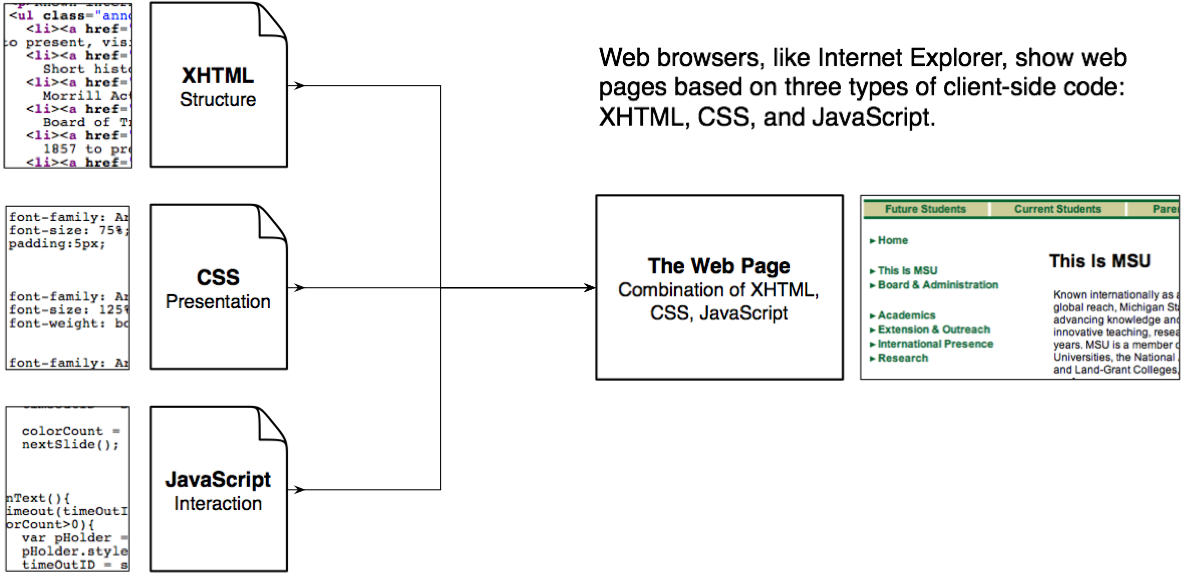 <ul class="anno
<li><a href="
to present, vis
<li><a href="
Short histo
<li><a href="
Morrill Act
<li><a href="
Board of Tr
<li><a href="
1857 to pre
<li><a href="
XHTML
Structure
Web browsers, like Internet Explorer, show web
pages based on three types of client-side code:
XHTML, CSS, and JavaScript.
font-family: Ar
font-size: 75%;
padding:5px;
font-family: Ar
font-size: 125%
font-weight: bo
font-family: Ar
CSS
Presentation
The Web Page
Combination of XHTML,
CSS, JavaScript
Future Students Current Students Paren
▸Home
▸This Is MSU
▸Board & Administration
▸Academics
▸Extension & Outreach
▸International Presence
▸Research
This Is MSU
Known internationally as a
global reach, Michigan Sta
advancing knowledge and
innovative teaching, resea
years. MSU is a member o
Universities, the National
and Land-Grant Colleges,
colorCount =
nextSlide();
nText(){
imeout(timeOutI
orCount>0){
var pHolder =
pHolder.style
timeOutID = s
JavaScript
Interaction